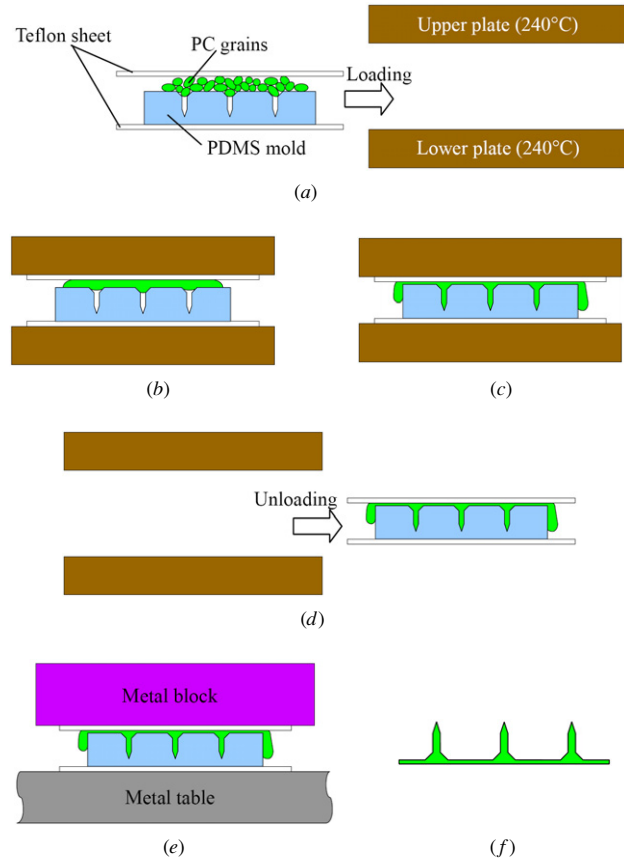 Teflon sheet
PC grains
PDMS mold
Loading
Upper plate (240°C)
Lower plate (240°C)
(a)
(b)
(c)
Unloading
(d)
Metal block
Metal table
(e)
(f)